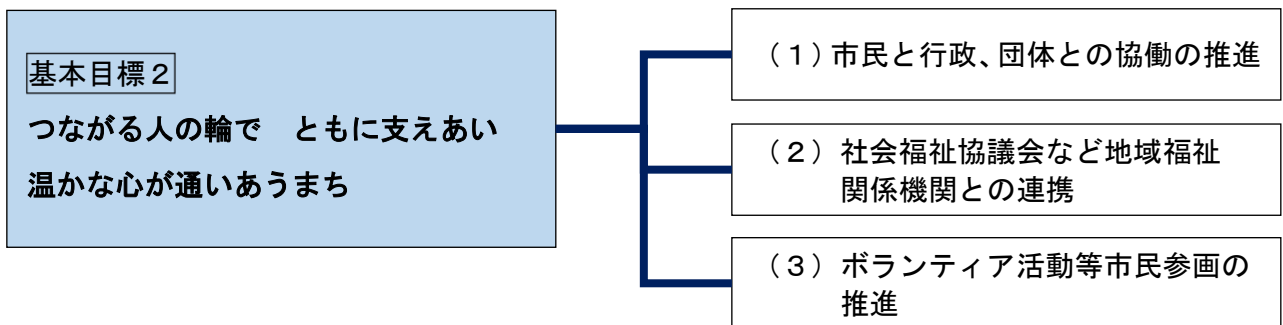 基本目標２
つながる人の輪で　ともに支えあい
温かな心が通いあうまち
（１）市民と行政、団体との協働の推進
（２）社会福祉協議会など地域福祉
関係機関との連携
（３）ボランティア活動等市民参画の
推進